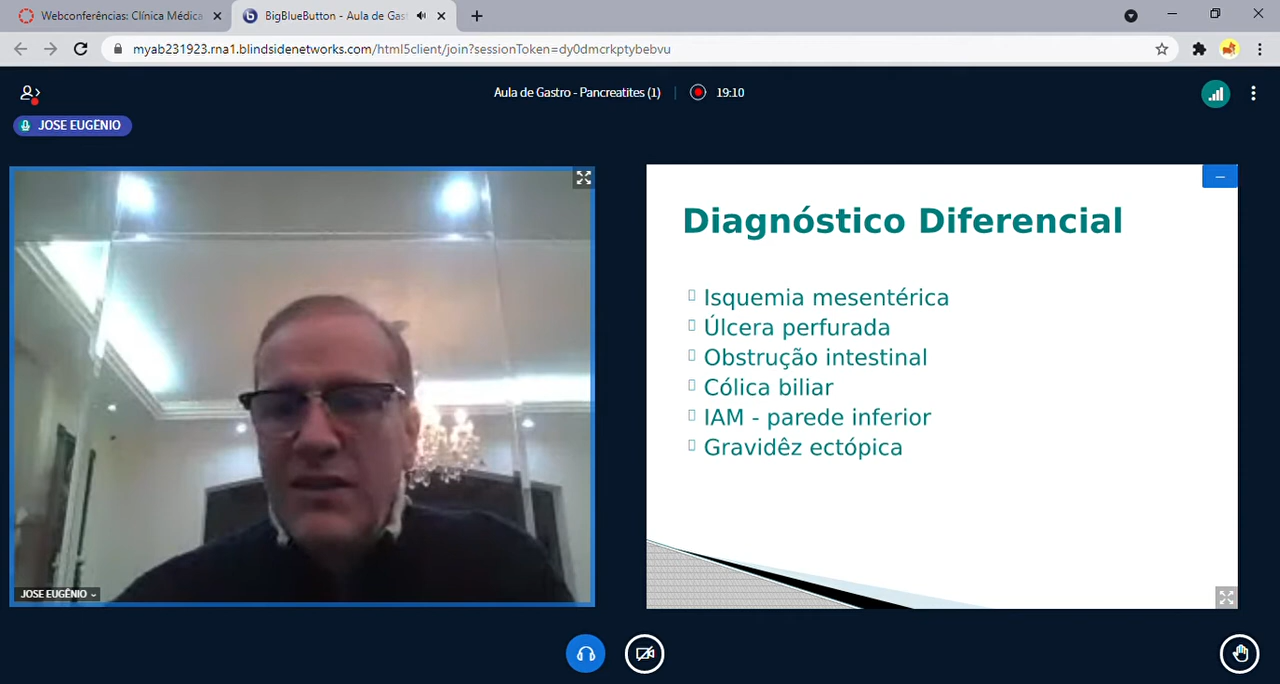 Webconferências: Clínica Médica
BigBlueButton - Aula de Gas
myab231923.rna1.blindsidenetworks.com/html5client/join?sessionToken=dy0dmcrkptybebvu
Aula de Gastro - Pancreatites (1)
19:10
JOSE EUGÊNIO
Diagnóstico Diferencial
Isquemia mesentérica
Úlcera perfurada
Obstrução intestinal
Cólica biliar
IAM - parede inferior
Gravidêz ectópica
JOSE EUGÊNIO